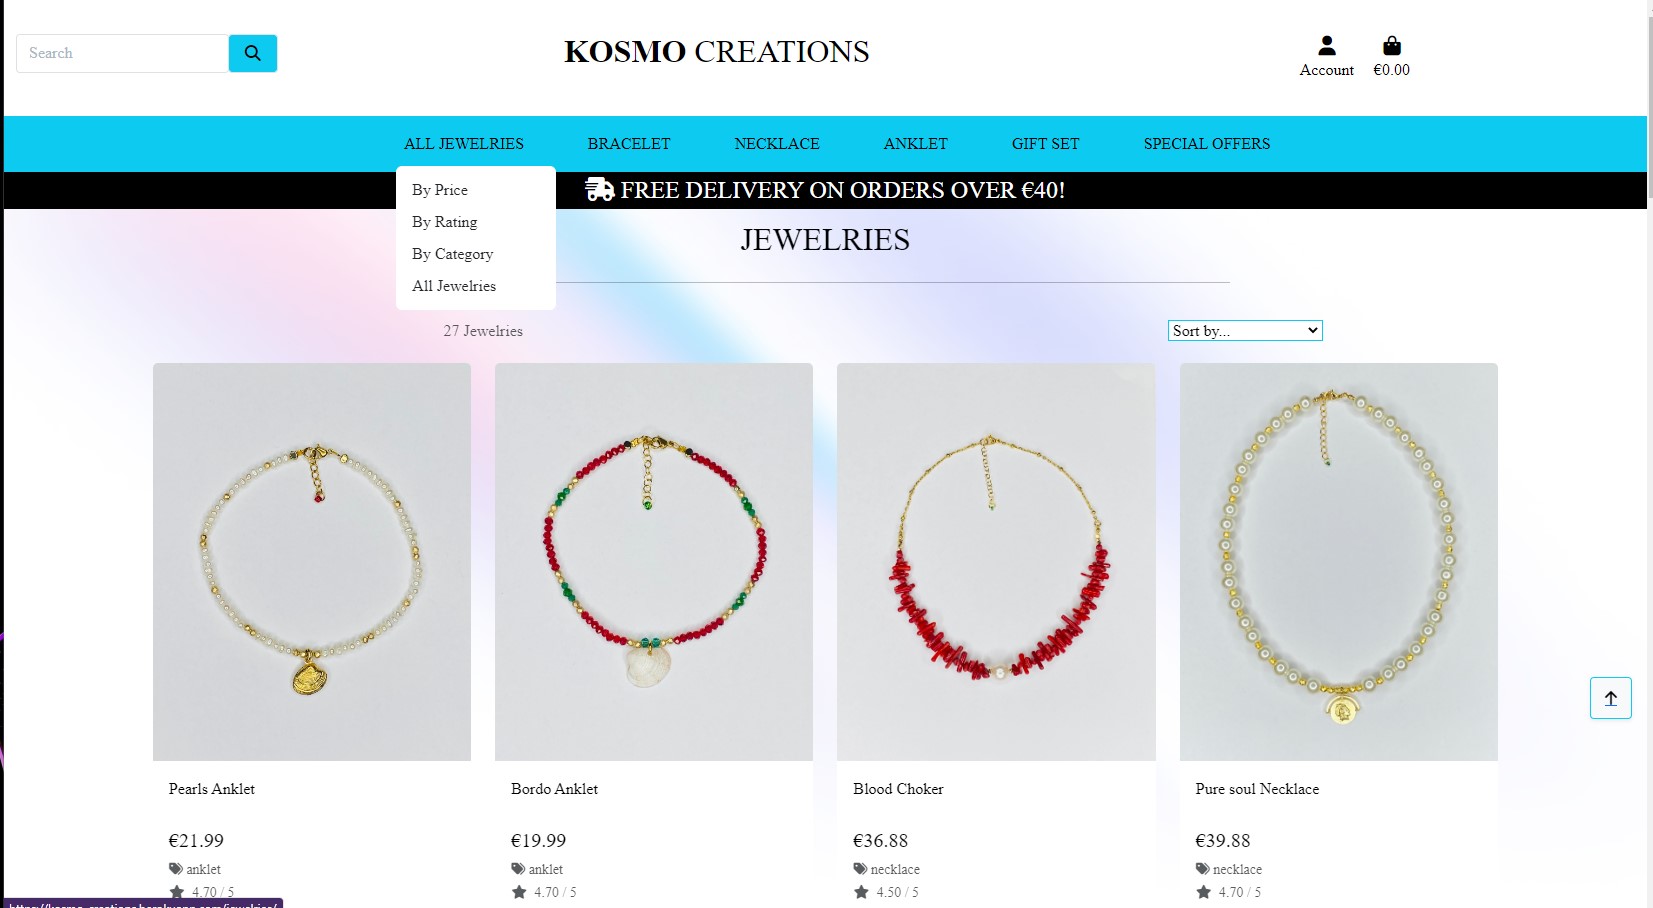 Search
KOSMO CREATIONS
Account
€0.00
ALL JEWELRIES BRACELET NECKLACE ANKLET GIFT SET SPECIAL OFFERS
By Price
By Rating
By Category
All Jewelries
FREE DELIVERY ON ORDERS OVER €40!
JEWELRIES
27 Jewelries
Sort by...
Pearls Anklet
€21.99
anklet
4.70 / 5
Bordo Anklet
€19.99
anklet
4.70 / 5
Blood Choker
€36.88
necklace
4.50 / 5
Pure soul Necklace
€39.88
necklace
4.70 / 5